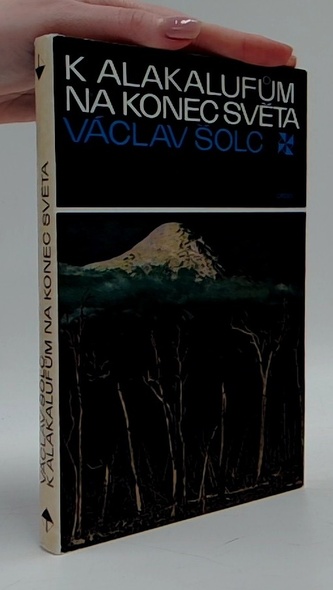 K ALAKALUFŮM
NA KONEC SVĚTA
VÁCLAV ŠOLC
VÁCLAV ŠOLC
K ALAKALUFŮM NA KONEC SVĚTA